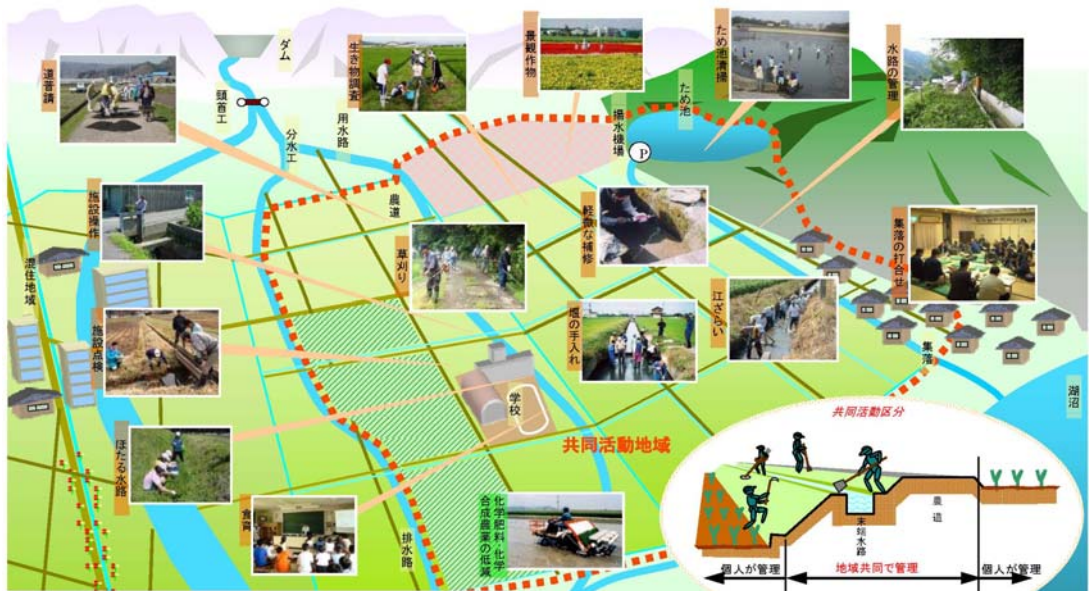 ダム
道普請
頭首工
分水工
用水路
生き物調査
景観作物
揚水機場
P
ため池
ため池清掃
水路の管理
農道
施設操作
混住地域
草刈り
軽微な補修
集落の打合せ
施設点検
堰の手入れ
江ざらい
集落
湖沼
学校
共同活動地域
ほたる水路
食育
排水路
化学肥料・化学
合成農薬の低減
共同活動区分
末端水路
農道
個人が管理
地域共同で管理
個人が管理